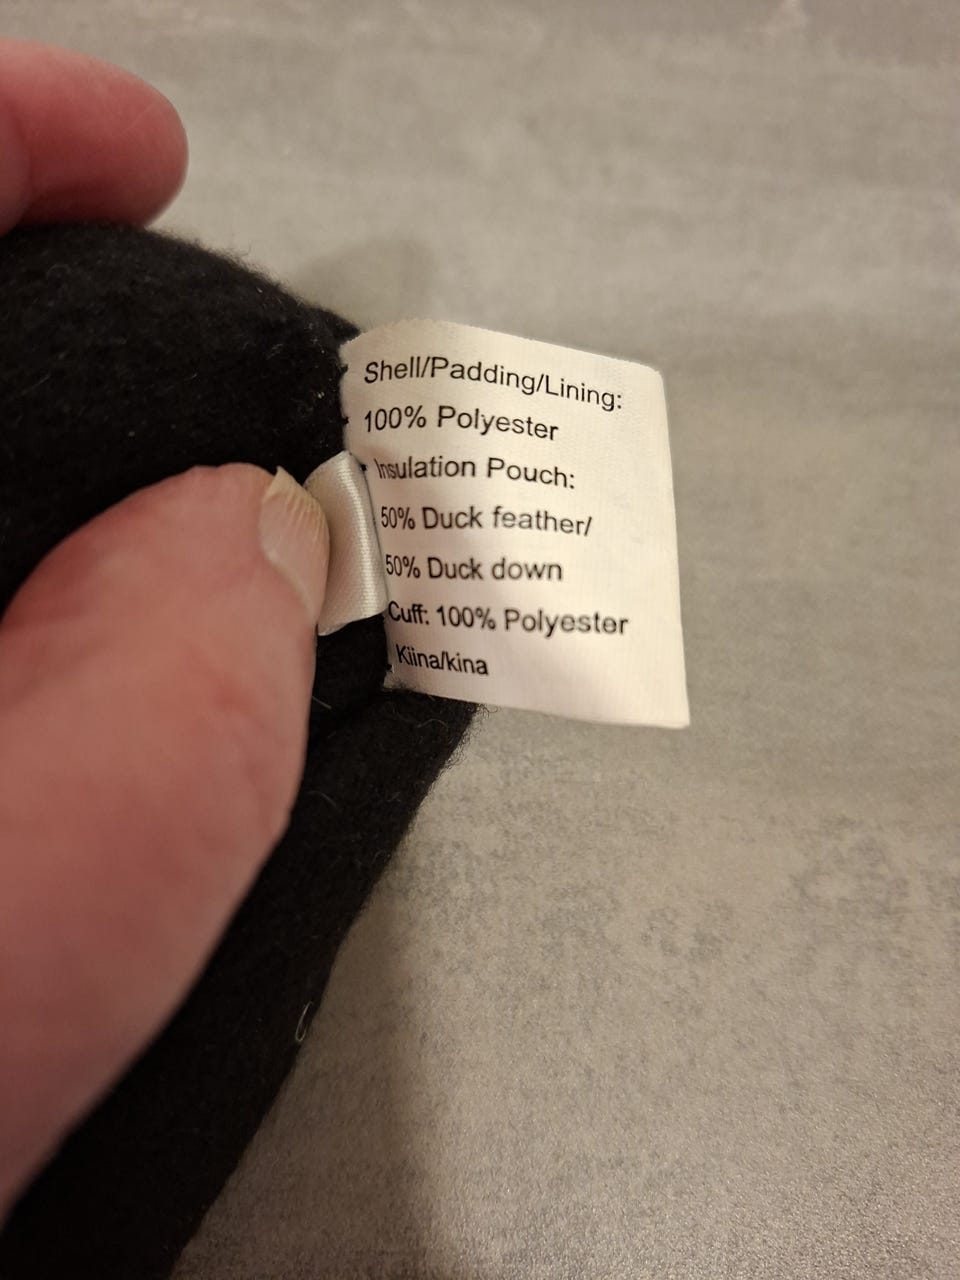 Shell/Padding/Lining:
100% Polyester
Insulation Pouch:
50% Duck feather/
50% Duck down
Cuff: 100% Polyester
Kiina/kina